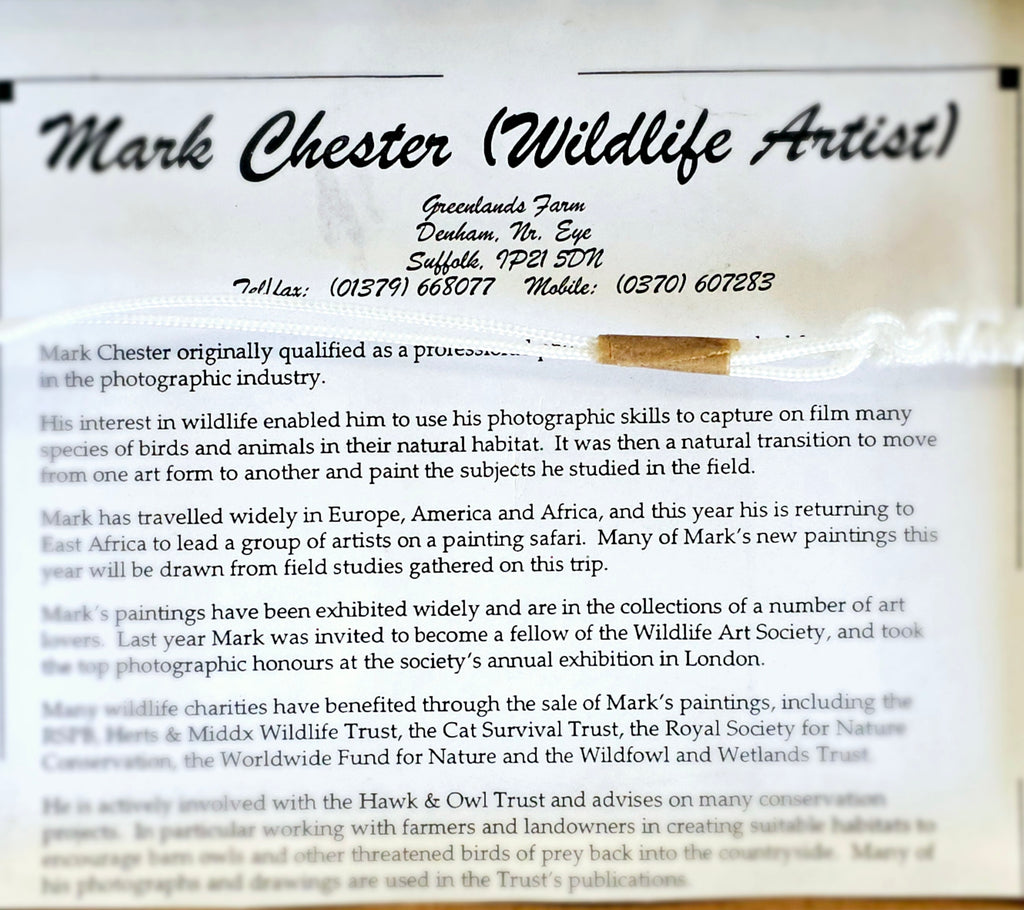 Mark Chester (Wildlife Artist)
Greenlands Farm
Denham, Nr. Eye
Suffolk, IP21 5DN
Tel/Fax: (01379) 668077 Mobile: (0370) 607283
Mark Chester originally qualified as a
in the photographic industry.
His interest in wildlife enabled him to use his photographic skills to capture on film many
species of birds and animals in their natural habitat. It was then a natural transition to move
from one art form to another and paint the subjects he studied in the field.
Mark has travelled widely in Europe, America and Africa, and this year his is returning to
East Africa to lead a group of artists on a painting safari. Many of Mark's new paintings this
year will be drawn from field studies gathered on this trip.
Mark's paintings have been exhibited widely and are in the collections of a number of art
lovers. Last year Mark was invited to become a fellow of the Wildlife Art Society, and took
the top photographic honours at the society's annual exhibition in London.
Many wildlife charities have benefited through the sale of Mark's paintings, including the
RSPB, Herts & Middx Wildlife Trust, the Cat Survival Trust, the Royal Society for Nature
Conservation, the Worldwide Fund for Nature and the Wildfowl and Wetlands Trust.
He is actively involved with the Hawk & Owl Trust and advises on many conservation
projects. In particular working with farmers and landowners in creating suitable habitats to
encourage barn owls and other threatened birds of prey back into the countryside. Many of
his photographs and drawings are used in the Trust's publications.